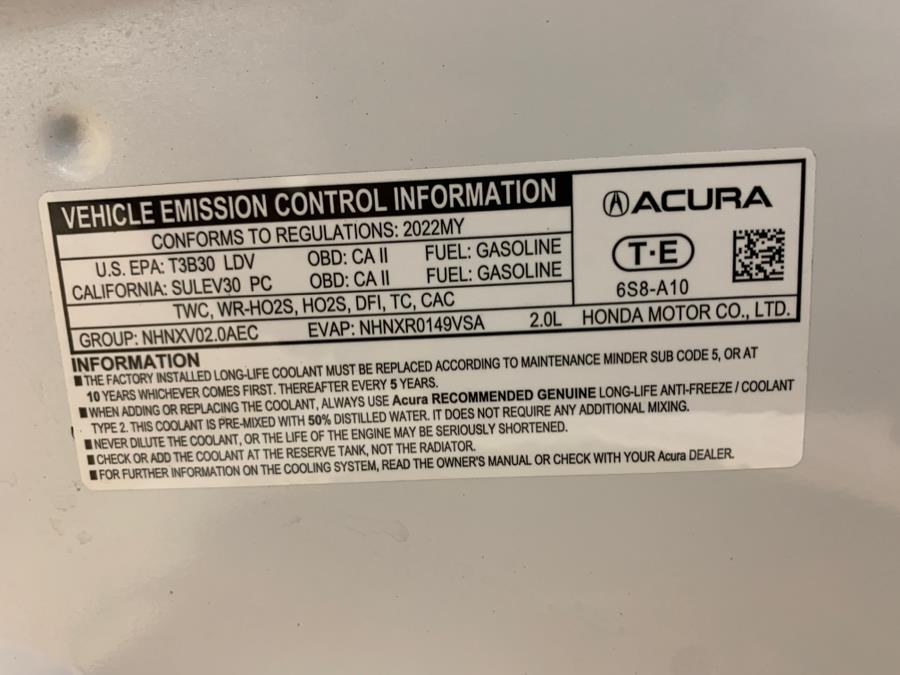 VEHICLE EMISSION CONTROL INFORMATION
CONFORMS TO REGULATIONS: 2022MY
U.S. EPA: T3B30 LDV OBD: CA II FUEL: GASOLINE
CALIFORNIA: SULEV30 PC OBD: CA II FUEL: GASOLINE
TWC, WR-HO2S, HO2S, DFI, TC, CAC
GROUP: NHNXV02.0AEC EVAP: NHNXR0149VSA 2.0L HONDA MOTOR CO., LTD.
ACURA
T·E
6S8-A10
INFORMATION
■ THE FACTORY INSTALLED LONG-LIFE COOLANT MUST BE REPLACED ACCORDING TO MAINTENANCE MINDER SUB CODE 5, OR AT
10 YEARS WHICHEVER COMES FIRST. THEREAFTER EVERY 5 YEARS.
■ WHEN ADDING OR REPLACING THE COOLANT, ALWAYS USE Acura RECOMMENDED GENUINE LONG-LIFE ANTI-FREEZE / COOLANT
TYPE 2. THIS COOLANT IS PRE-MIXED WITH 50% DISTILLED WATER. IT DOES NOT REQUIRE ANY ADDITIONAL MIXING.
■ NEVER DILUTE THE COOLANT, OR THE LIFE OF THE ENGINE MAY BE SERIOUSLY SHORTENED.
■ CHECK OR ADD THE COOLANT AT THE RESERVE TANK, NOT THE RADIATOR.
■ FOR FURTHER INFORMATION ON THE COOLING SYSTEM, READ THE OWNER'S MANUAL OR CHECK WITH YOUR Acura DEALER.